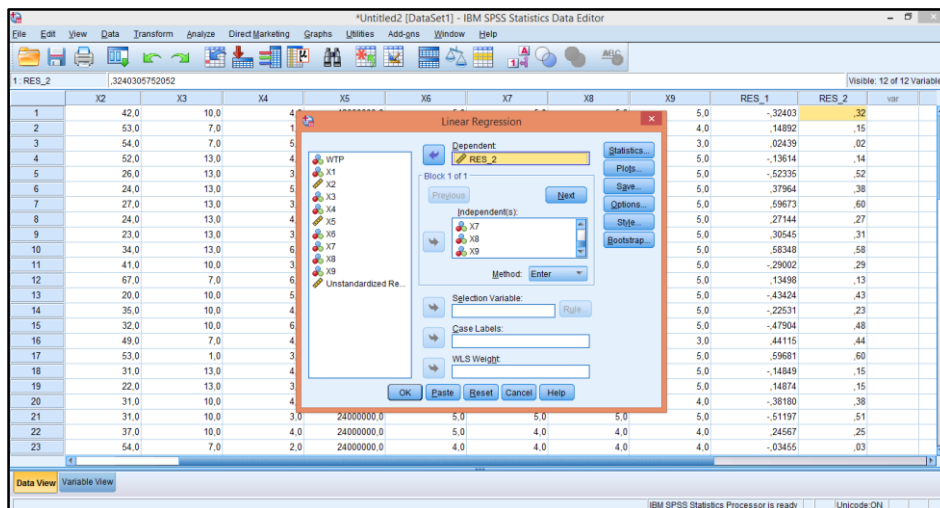 *Untitled2 [DataSet1] - IBM SPSS Statistics Data Editor
File Edit View Data Transform Analyze Direct Marketing Graphs Utilities Add-ons Window Help
1 : RES_2 ,3240305752052 Visible: 12 of 12 Variable
X2 X3 X4 X5 X6 X7 X8 X9 RES_1 RES_2 var
1 42,0 10,0 5,0 -,32403 ,32
2 53,0 7,0 4,0 ,14892 ,15
3 54,0 7,0 3,0 ,02439 ,02
4 52,0 13,0 5,0 -,13614 ,14
5 26,0 13,0 5,0 -,52335 ,52
6 24,0 13,0 5,0 ,37964 ,38
7 27,0 13,0 5,0 ,59673 ,60
8 24,0 13,0 5,0 ,27144 ,27
9 23,0 13,0 5,0 ,30545 ,31
10 34,0 13,0 5,0 ,58348 ,58
11 41,0 10,0 5,0 -,29002 ,29
12 67,0 7,0 5,0 ,13498 ,13
13 20,0 10,0 5,0 -,43424 ,43
14 35,0 10,0 5,0 -,22531 ,23
15 32,0 10,0 5,0 -,47904 ,48
16 49,0 7,0 3,0 ,44115 ,44
17 53,0 1,0 5,0 ,59681 ,60
18 31,0 13,0 5,0 -,14849 ,15
19 22,0 13,0 5,0 ,14874 ,15
20 31,0 10,0 4,0 -,38180 ,38
21 31,0 10,0 3,0 24000000,0 5,0 5,0 5,0 5,0 -,51197 ,51
22 37,0 10,0 4,0 24000000,0 5,0 4,0 4,0 4,0 ,24567 ,25
23 54,0 7,0 2,0 24000000,0 4,0 4,0 4,0 4,0 -,03455 ,03
Linear Regression
WTP
X1
X2
X3
X4
X5
X6
X7
X8
X9
Unstandardized Re...
Dependent:
RES_2
Block 1 of 1
Previous
Next
Independent(s):
X7
X8
X9
Method: Enter
Selection Variable:
Rule...
Case Labels:
WLS Weight:
Statistics...
Plots...
Save...
Options...
Style...
Bootstrap...
OK Paste Reset Cancel Help
Data View Variable View
IBM SPSS Statistics Processor is ready Unicode:ON